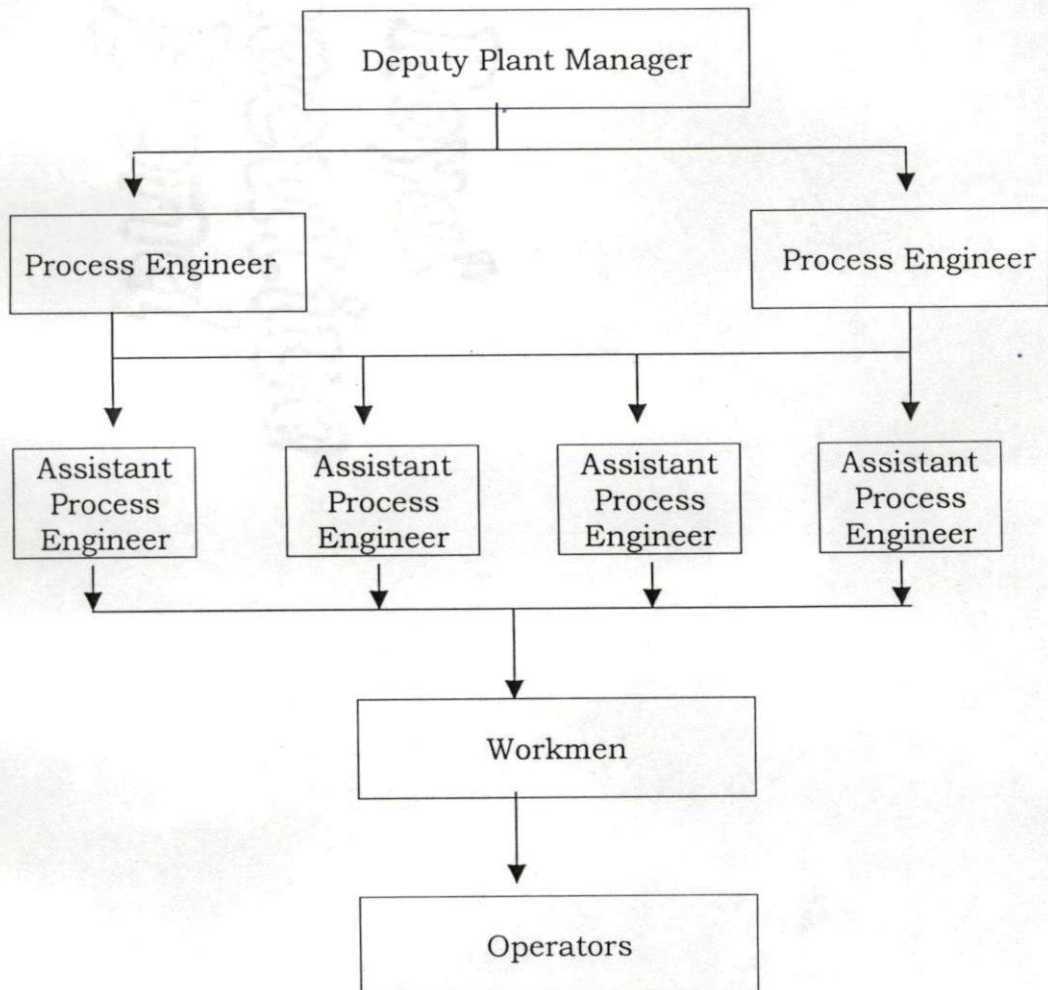 Deputy Plant Manager
Process Engineer
Process Engineer
Assistant
Process
Engineer
Assistant
Process
Engineer
Assistant
Process
Engineer
Assistant
Process
Engineer
Workmen
Operators